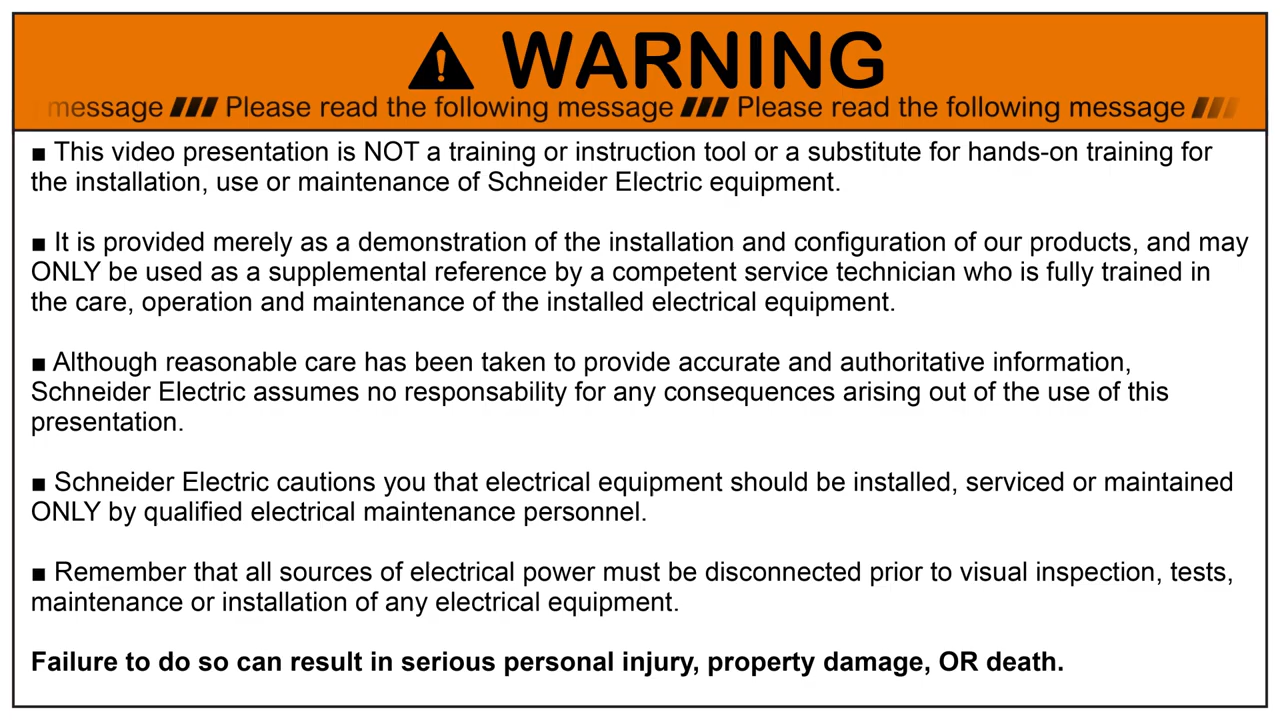 WARNING
message /// Please read the following message /// Please read the following message ///
■ This video presentation is NOT a training or instruction tool or a substitute for hands-on training for
the installation, use or maintenance of Schneider Electric equipment.
■ It is provided merely as a demonstration of the installation and configuration of our products, and may
ONLY be used as a supplemental reference by a competent service technician who is fully trained in
the care, operation and maintenance of the installed electrical equipment.
■ Although reasonable care has been taken to provide accurate and authoritative information,
Schneider Electric assumes no responsability for any consequences arising out of the use of this
presentation.
■ Schneider Electric cautions you that electrical equipment should be installed, serviced or maintained
ONLY by qualified electrical maintenance personnel.
■ Remember that all sources of electrical power must be disconnected prior to visual inspection, tests,
maintenance or installation of any electrical equipment.
Failure to do so can result in serious personal injury, property damage, OR death.